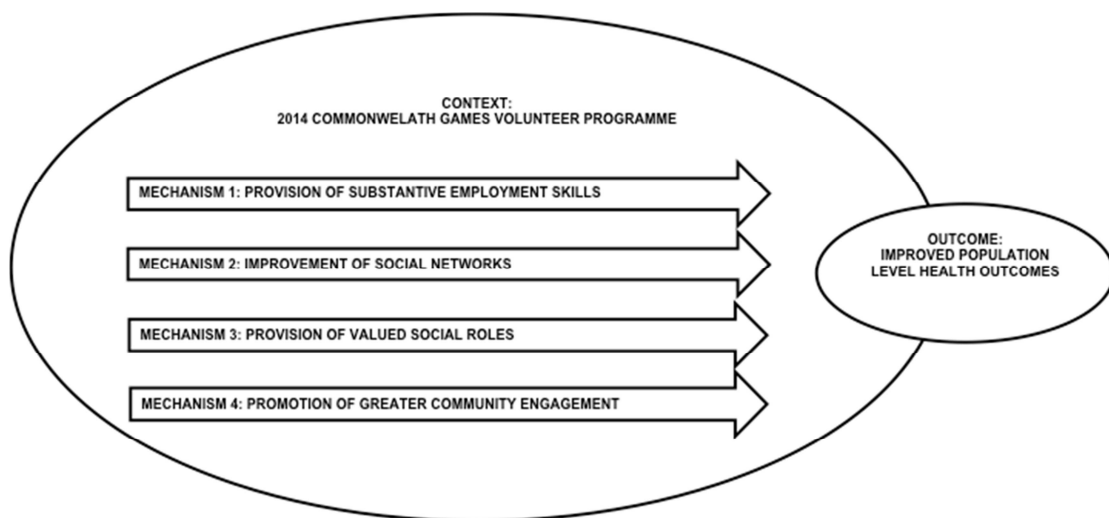 CONTEXT:
2014 COMMONWELATH GAMES VOLUNTEER PROGRAMME
MECHANISM 1: PROVISION OF SUBSTANTIVE EMPLOYMENT SKILLS
MECHANISM 2: IMPROVEMENT OF SOCIAL NETWORKS
MECHANISM 3: PROVISION OF VALUED SOCIAL ROLES
MECHANISM 4: PROMOTION OF GREATER COMMUNITY ENGAGEMENT
OUTCOME:
IMPROVED POPULATION
LEVEL HEALTH OUTCOMES